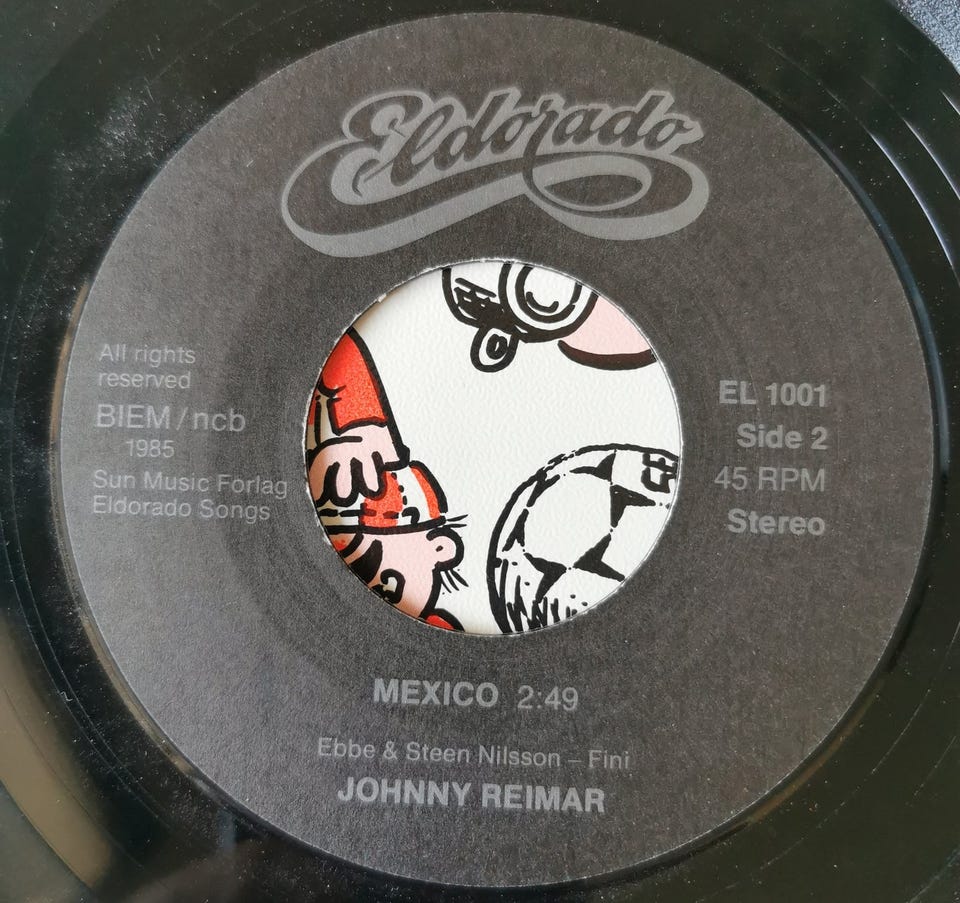 Eldorado
All rights
reserved
BIEM/ncb
1985
Sun Music Forlag
Eldorado Songs
EL 1001
Side 2
45 RPM
Stereo
MEXICO 2:49
Ebbe & Steen Nilsson – Fini
JOHNNY REIMAR